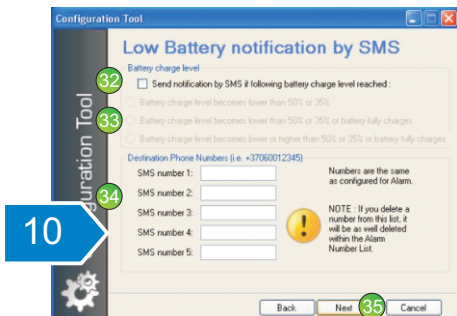 Configuration Tool
Low Battery notification by SMS
Battery charge level
32
Send notification by SMS if following battery charge level reached :
33
Battery charge level becomes lower than 50% or 35%
Battery charge level becomes lower than 50% or 35% or battery fully charges
Battery charge level becomes lower or higher than 50% or 35% or battery fully charges
Destination Phone Numbers (i.e. +37060012345)
34
SMS number 1:
SMS number 2:
SMS number 3:
SMS number 4:
SMS number 5:
Numbers are the same
as configured for Alarm.
NOTE : If you delete a
number from this list, it
will be as well deleted
within the Alarm
Number List.
uration Tool
10
Back
Next
35
Cancel